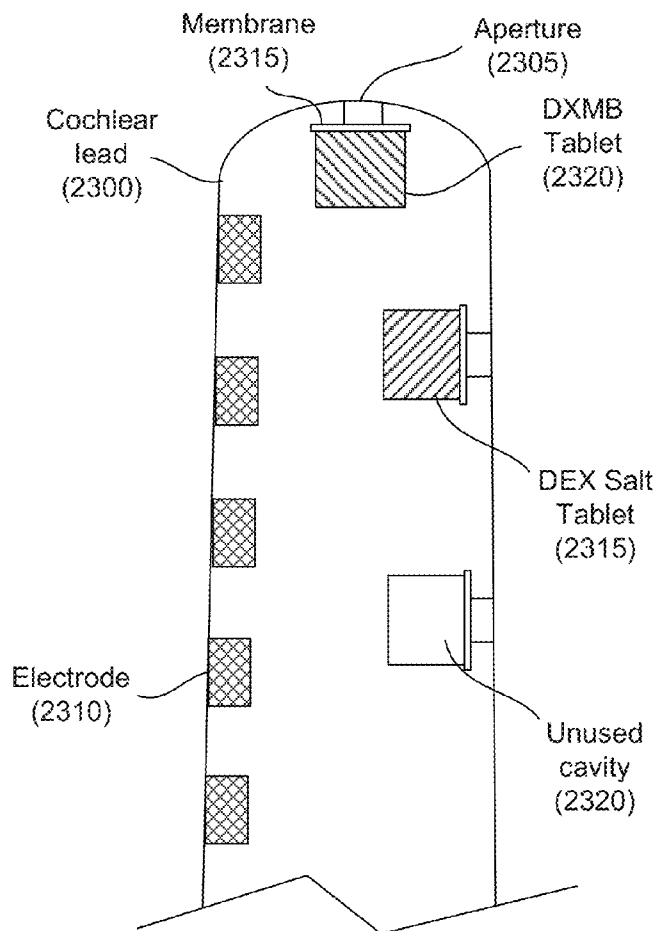 Membrane
(2315)
Aperture
(2305)
Cochlear
lead
(2300)
DXMB
Tablet
(2320)
DEX Salt
Tablet
(2315)
Electrode
(2310)
Unused
cavity
(2320)